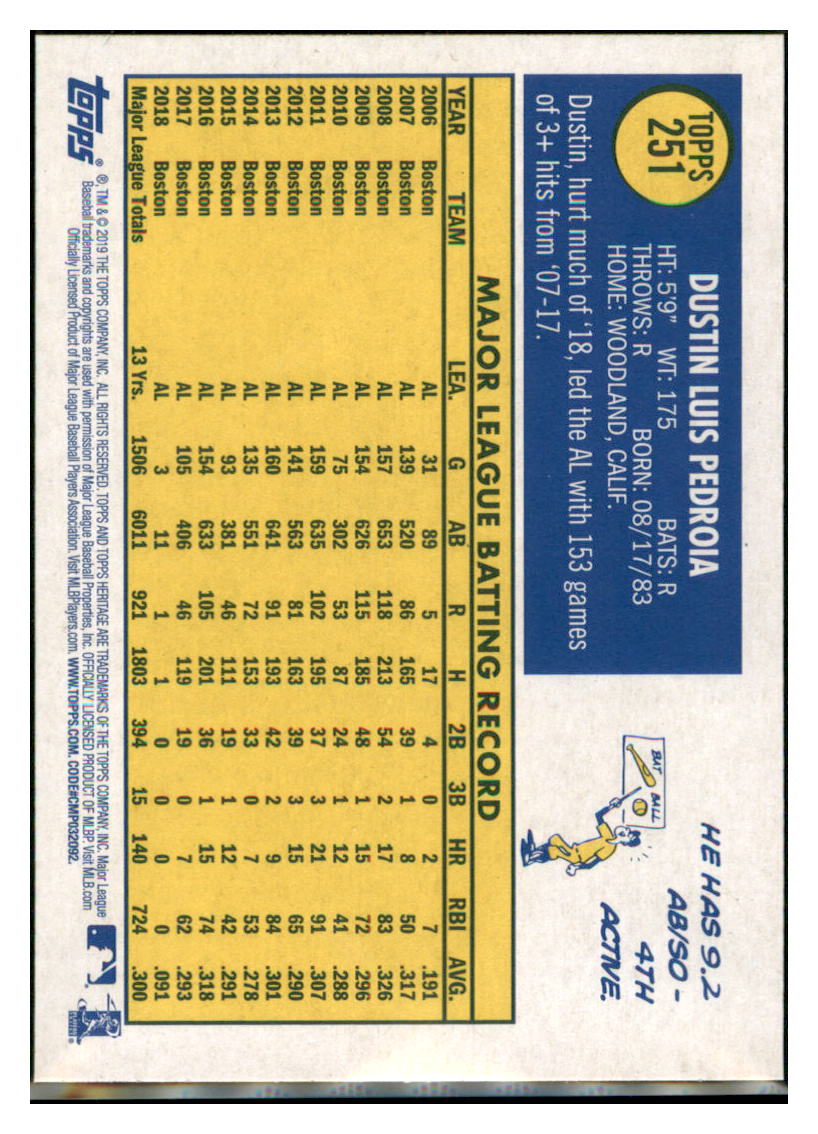 TOPPS
251
DUSTIN LUIS PEDROIA
HT: 5'9" WT: 175 BATS: R
THROWS: R BORN: 08/17/83
HOME: WOODLAND, CALIF.
Dustin, hurt much of '18, led the AL with 153 games
of 3+ hits from '07-17.
BAT BALL
HE HAS 9.2
AB/SO -
4TH
ACTIVE.
MAJOR LEAGUE BATTING RECORD
YEAR TEAM LEA. G AB R H 2B 3B HR RBI AVG.
2006 Boston AL 31 89 5 17 4 0 2 7 .191
2007 Boston AL 139 520 86 165 39 1 8 50 .317
2008 Boston AL 157 653 118 213 54 2 17 83 .326
2009 Boston AL 154 626 115 185 48 1 15 72 .296
2010 Boston AL 75 302 53 87 24 1 12 41 .288
2011 Boston AL 159 635 102 195 37 3 21 91 .307
2012 Boston AL 141 563 81 163 39 3 15 65 .290
2013 Boston AL 160 641 91 193 42 2 9 84 .301
2014 Boston AL 135 551 72 153 33 0 7 53 .278
2015 Boston AL 93 381 46 111 19 1 12 42 .291
2016 Boston AL 154 633 105 201 36 1 15 74 .318
2017 Boston AL 105 406 46 119 19 0 7 62 .293
2018 Boston AL 3 11 1 1 0 0 0 0 .091
Major League Totals 13 Yrs. 1506 6011 921 1803 394 15 140 724 .300
topps®
®, TM & © 2019 THE TOPPS COMPANY, INC. ALL RIGHTS RESERVED. TOPPS AND TOPPS HERITAGE ARE TRADEMARKS OF THE TOPPS COMPANY, INC. Major League
Baseball trademarks and copyrights are used with permission of Major League Baseball Properties, Inc. OFFICIALLY LICENSED PRODUCT OF MLBP. Visit MLB.com
Officially Licensed Product of Major League Baseball Players Association. Visit MLBPlayers.com. WWW.TOPPS.COM. CODE#CMP032092.